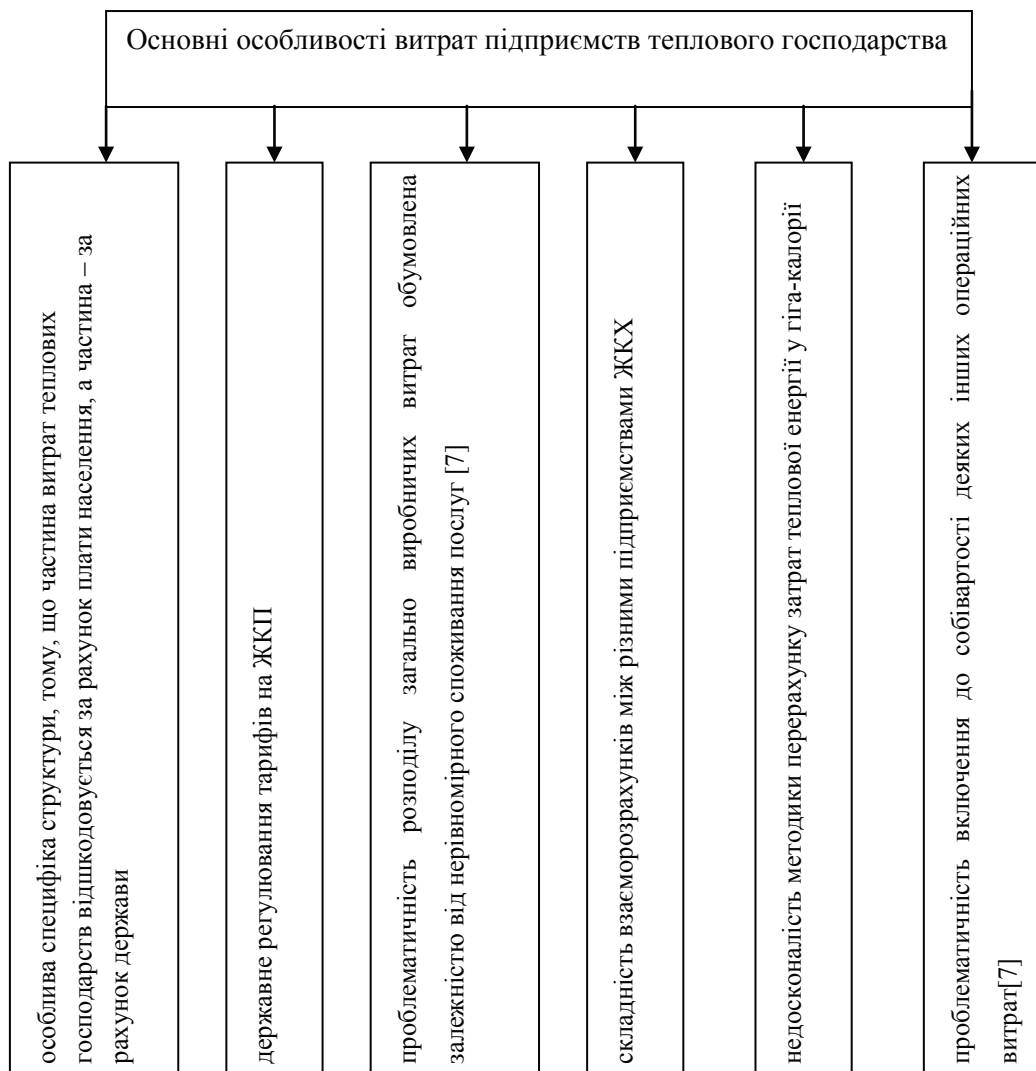 Основні особливості витрат підприємств теплового господарства
особлива специфіка структури, тому, що частина витрат теплових
господарств відшкодовується за рахунок плати населення, а частина – за
рахунок держави
державне регулювання тарифів на ЖКП
проблематичність розподілу загально виробничих витрат обумовлена
залежністю від нерівномірного споживання послуг [7]
складність взаєморозрахунків між різними підприємствами ЖКХ
недосконалість методики перерахунку затрат теплової енергії у гіга-калорії
проблематичність включення до собівартості деяких інших операційних
витрат[7]